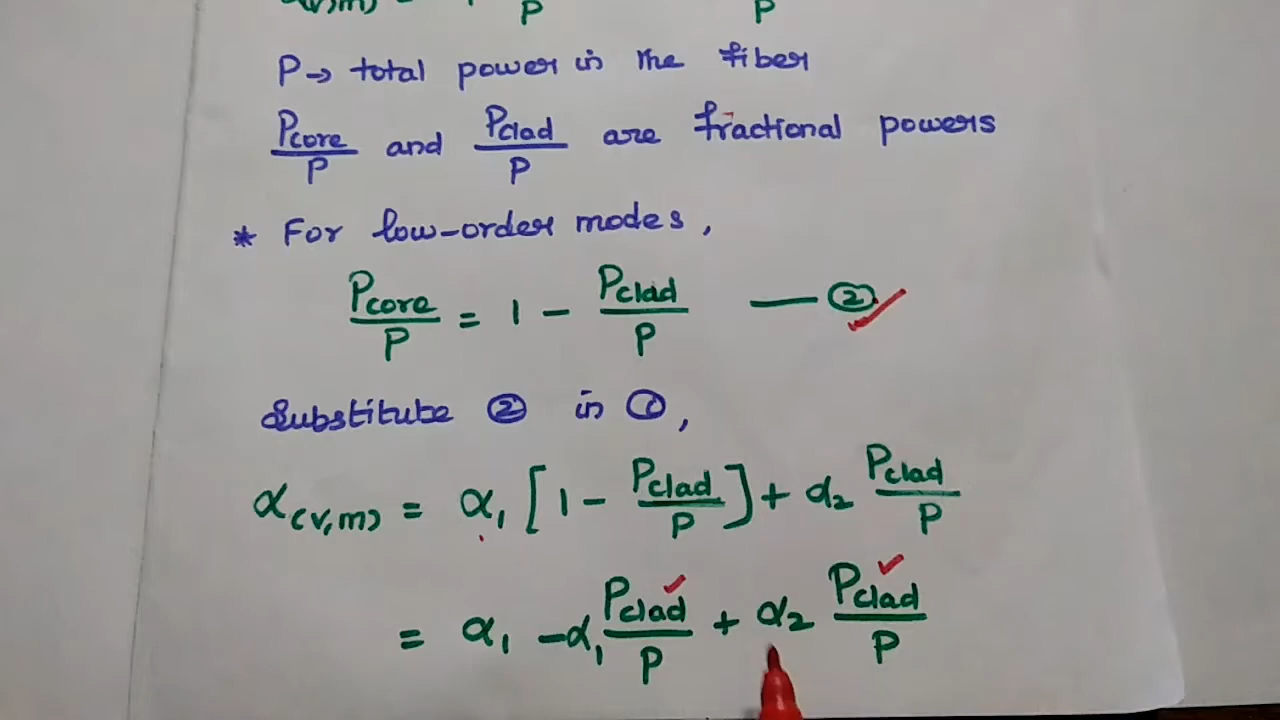 α(v,m) = P P
P → total power in the fiber
Pcore/P and Pclad/P are fractional powers
* For low-order modes,
Pcore/P = 1 - Pclad/P — ②
Substitute ② in ①,
α(v,m) = α1 [1 - Pclad/P] + α2 Pclad/P
= α1 - α1 Pclad/P + α2 Pclad/P